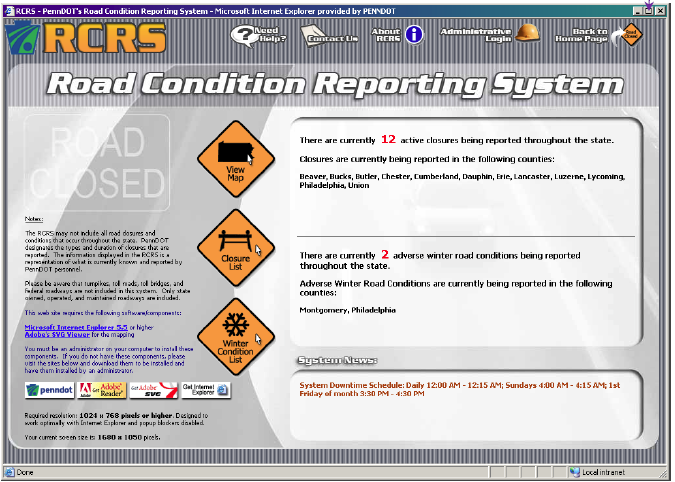 RCRS - PennDOT's Road Condition Reporting System - Microsoft Internet Explorer provided by PENNDOT
RCRS
Need Help?
Contact Us
About RCRS
Administrative Login
Back to Home Page
Road Closed
Road Condition Reporting System
ROAD
CLOSED
View
Map
Closure
List
Winter
Condition
List
Notes:
The RCRS may not include all road closures and
conditions that occur throughout the state. PennDOT
designates the types and duration of closures that are
reported. The information displayed in the RCRS is a
representation of what is currently known and reported by
PennDOT personnel.
Please be aware that turnpikes, toll roads, toll bridges, and
federal roadways are not included in this system. Only state
owned, operated, and maintained roadways are included.
This web site requires the following software/components:
Microsoft Internet Explorer 5.5 or higher
Adobe's SVG Viewer for the mapping
You must be an administrator on your computer to install these
components. If you do not have these components, please
visit the sites below and download them to be installed and
have them installed by an administrator.
penndot
Adobe
Get Adobe Reader
Get Adobe SVG
Get Internet Explorer
Required resolution: 1024 x 768 pixels or higher. Designed to
work optimally with Internet Explorer and popup blockers disabled.
Your current screen size is: 1680 x 1050 pixels.
There are currently 12 active closures being reported throughout the state.
Closures are currently being reported in the following counties:
Beaver, Bucks, Butler, Chester, Cumberland, Dauphin, Erie, Lancaster, Luzerne, Lycoming,
Philadelphia, Union
There are currently 2 adverse winter road conditions being reported
throughout the state.
Adverse Winter Road Conditions are currently being reported in the following
counties:
Montgomery, Philadelphia
System News:
System Downtime Schedule: Daily 12:00 AM - 12:15 AM; Sundays 4:00 AM - 4:15 AM; 1st
Friday of month 3:30 PM - 4:30 PM
Done
Local intranet